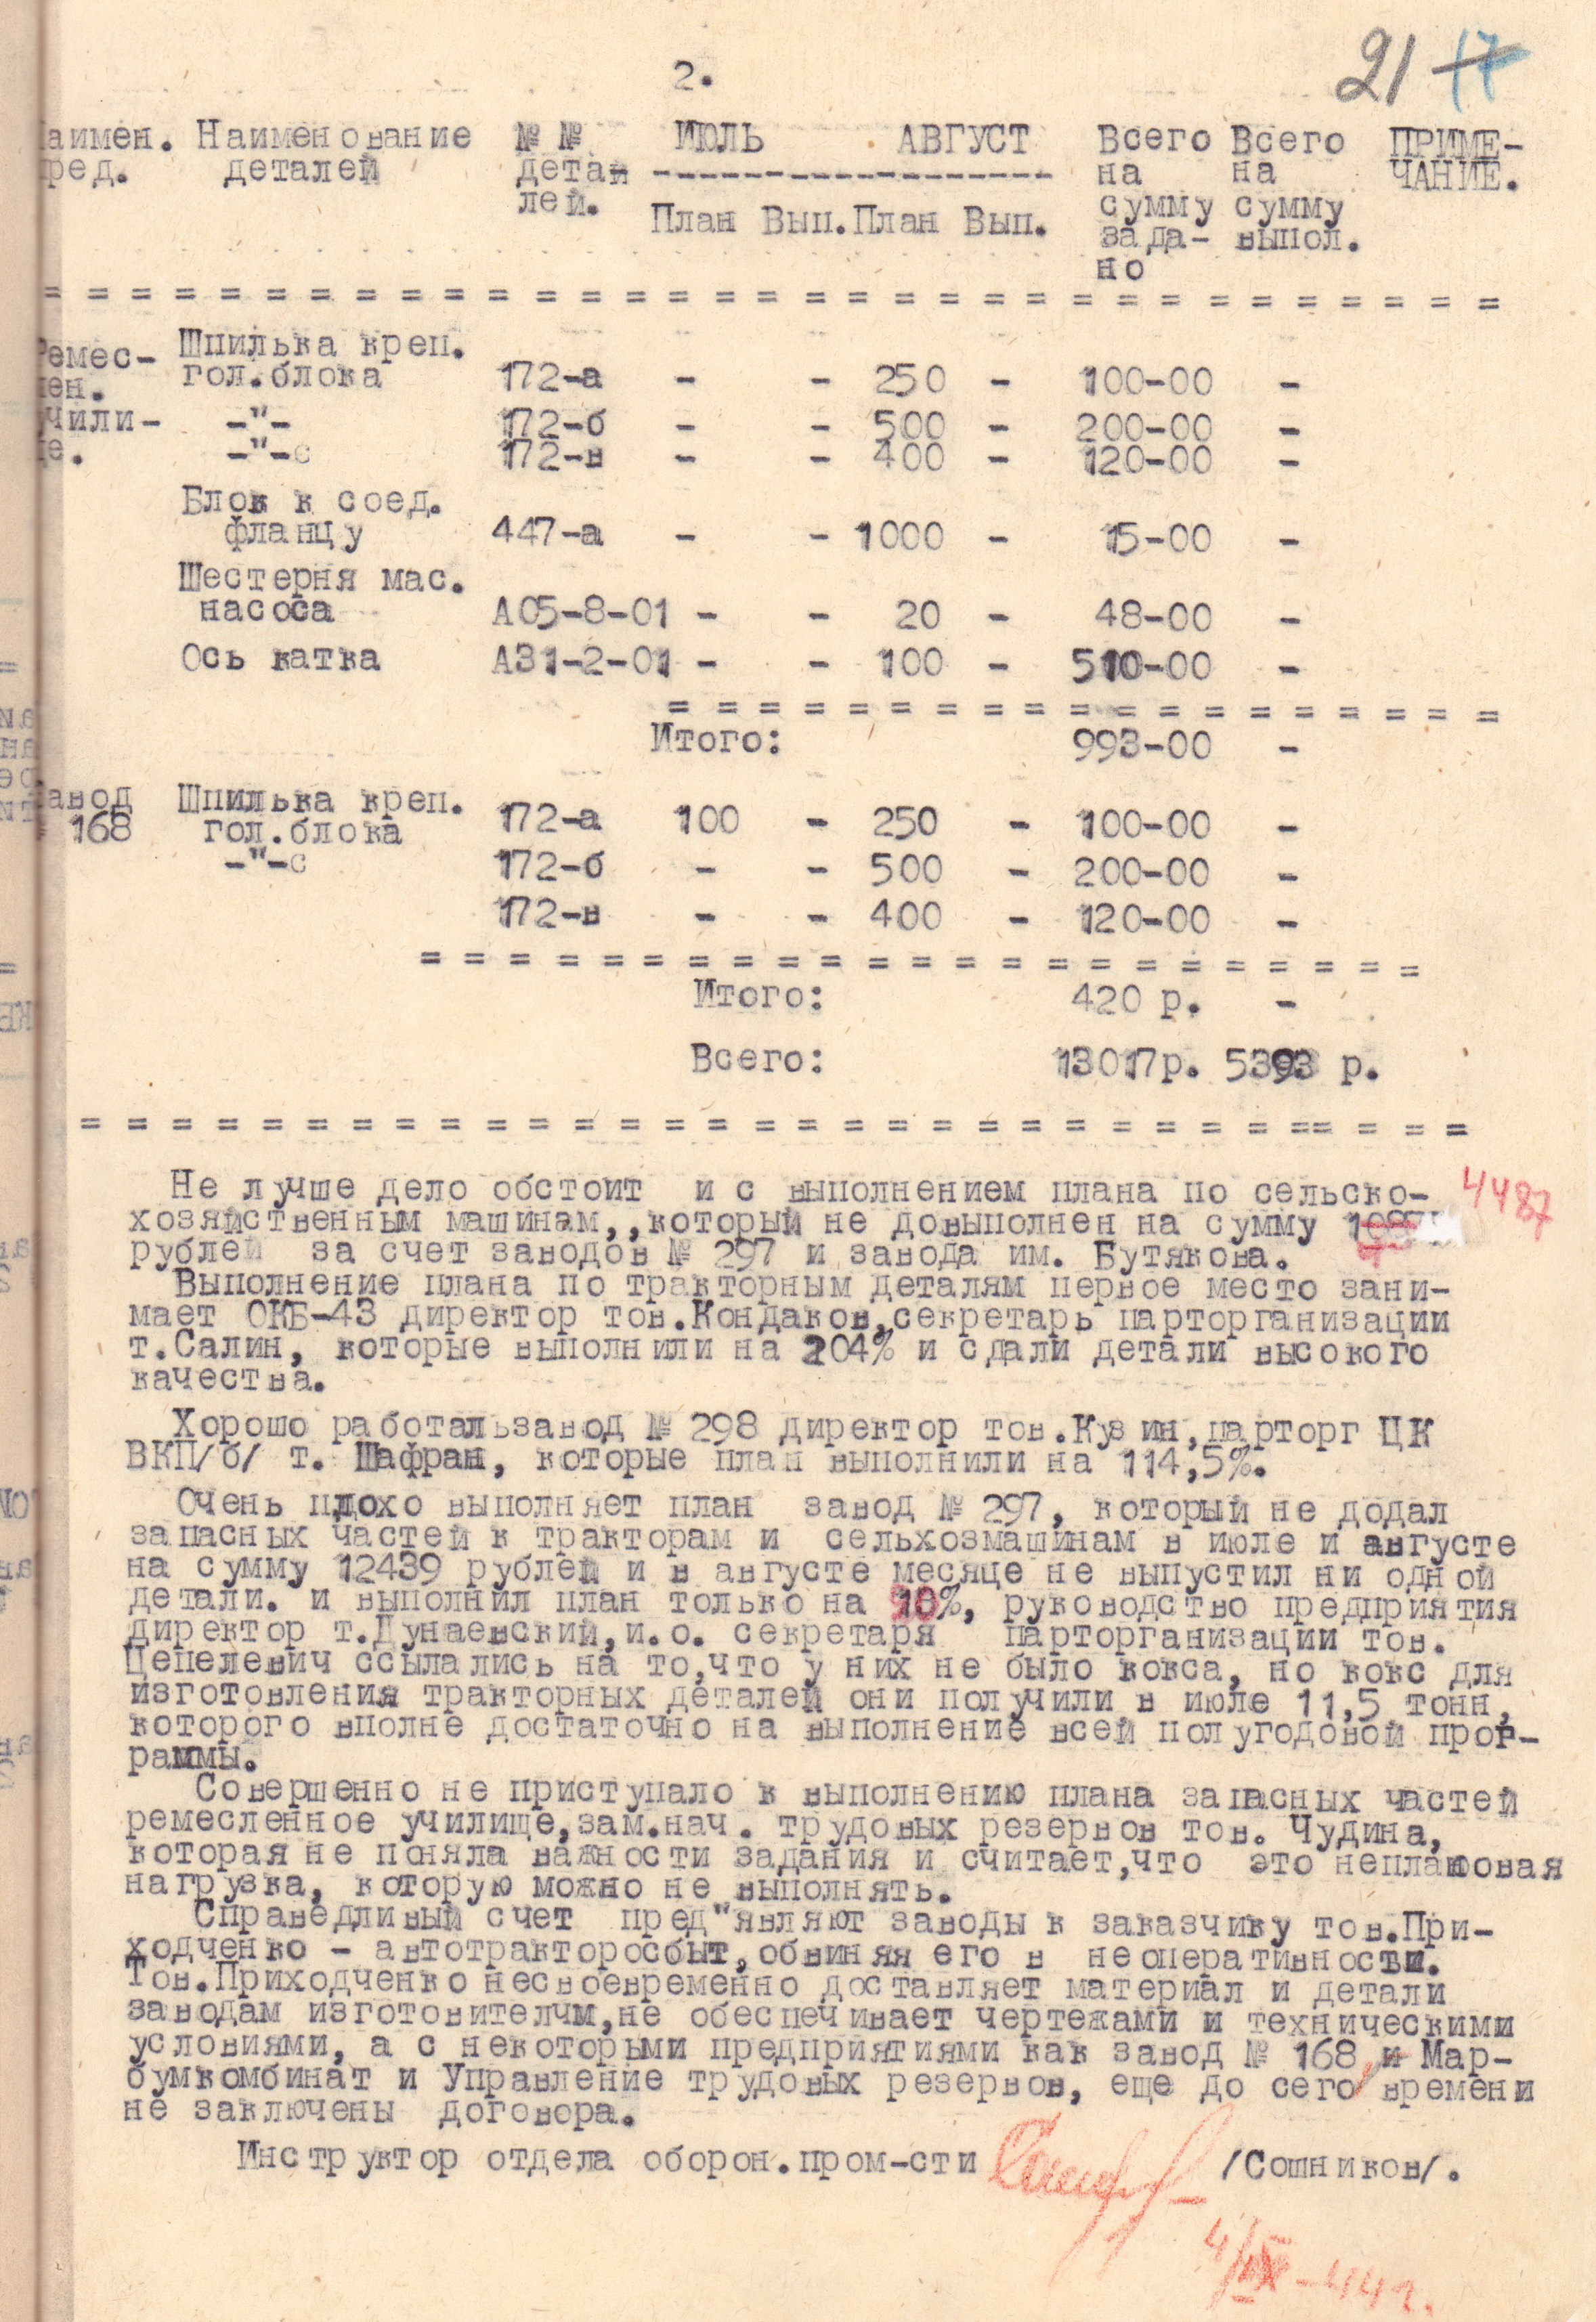 2.
21 17
аимен. Наименование №№ ИЮЛЬ АВГУСТ Всего Всего ПРИМЕ-
ред. деталей детай на на ЧАНИЕ.
лей. План Вып. План Вып. сумму сумму
зада- выпол.
но
Ремес- Шпилька креп.
лен. гол.блока 172-а - - 250 - 100-00 -
учили- -"- 172-б - - 500 - 200-00 -
ще. -"-с 172-в - - 400 - 120-00 -
Блок к соед.
фланцу 447-а - - 1000 - 15-00 -
Шестерня мас.
насоса А05-8-01 - - 20 - 48-00 -
Ось катка А31-2-01 - - 100 - 510-00 -
Итого: 993-00 -
завод Шпилька креп.
168 гол.блока 172-а 100 - 250 - 100-00 -
-"-с 172-б - - 500 - 200-00 -
172-в - - 400 - 120-00 -
Итого: 420 р. -
Всего: 13017р. 5393 р.
Не лучше дело обстоит и с выполнением плана по сельско- 4487
хозяйственным машинам,,который не довыполнен на сумму
рублей за счет заводов № 297 и завода им. Бутякова.
Выполнение плана по тракторным деталям первое место зани-
мает ОКБ-43 директор тов.Кондаков,секретарь парторганизации
т.Салин, которые выполнили на 204% и сдали детали высокого
качества.
Хорошо работальзавод № 298 директор тов.Кузин,парторг ЦК
ВКП/б/ т. Шафран, которые план выполнили на 114,5%.
Очень плохо выполняет план завод № 297, который не додал
запасных частей к тракторам и сельхозмашинам в июле и августе
на сумму 12439 рублей и в августе месяце не выпустил ни одной
детали. и выполнил план только на %, руководство предприятия
директор т.Дунаевский,и.о. секретаря парторганизации тов.
Цепелевич ссылались на то,что у них не было кокса, но кокс для
изготовления тракторных деталей они получили в июле 11,5 тонн,
которого вполне достаточно на выполнение всей полугодовой прог-
раммы.
Совершенно не приступало к выполнению плана запасных частей
ремесленное училище,зам.нач. трудовых резервов тов. Чудина,
которая не поняла важности задания и считает,что это неплановая
нагрузка, которую можно не выполнять.
Справедливый счет пред"являют заводы к заказчику тов.При-
ходченко - автотракторосбыт,обвиняя его в неоперативности.
Тов.Приходченко несвоевременно доставляет материал и детали
заводам изготовителчм,не обеспечивает чертежами и техническими
условиями, а с некоторыми предприятиями как завод № 168 и Мар-
бумкомбинат и Управление трудовых резервов, еще до сего времени
не заключены договора.
Инструктор отдела оборон.пром-сти /Сошников/.
4/IX-44г.